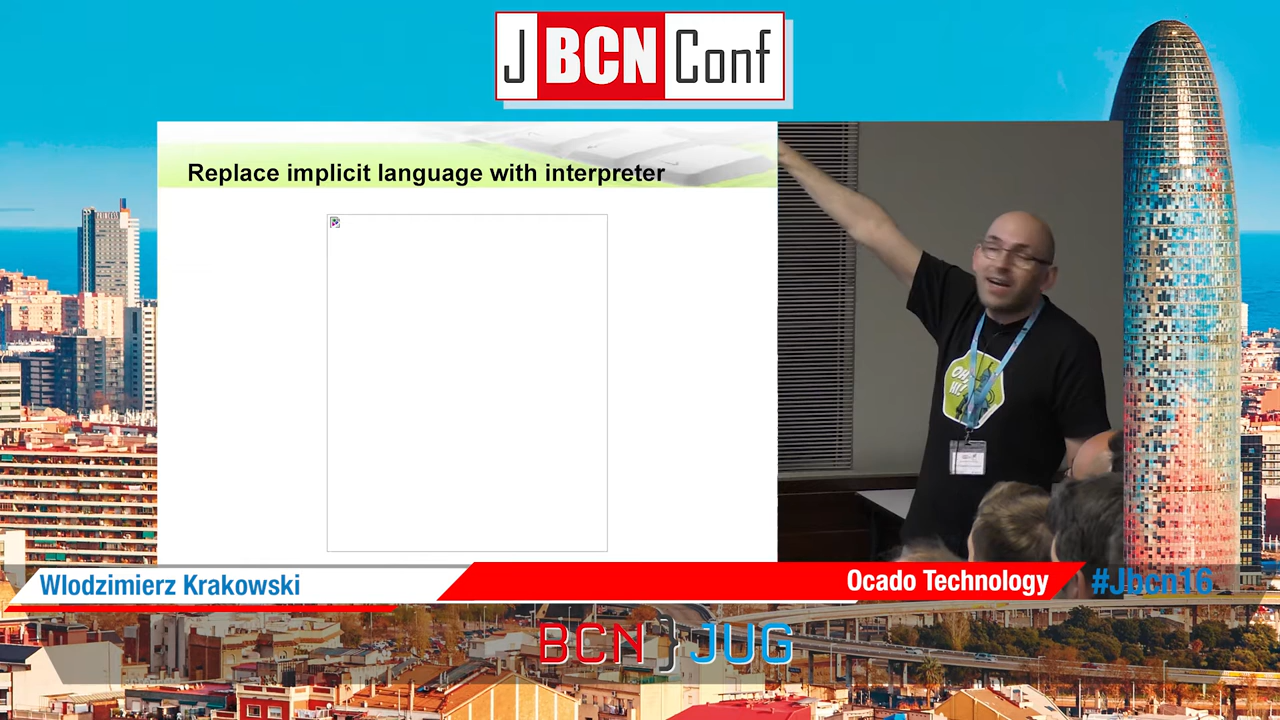 J BCN Conf
Replace implicit language with interpreter
Wlodzimierz Krakowski
Ocado Technology
#Jbcn16
BCN JUG